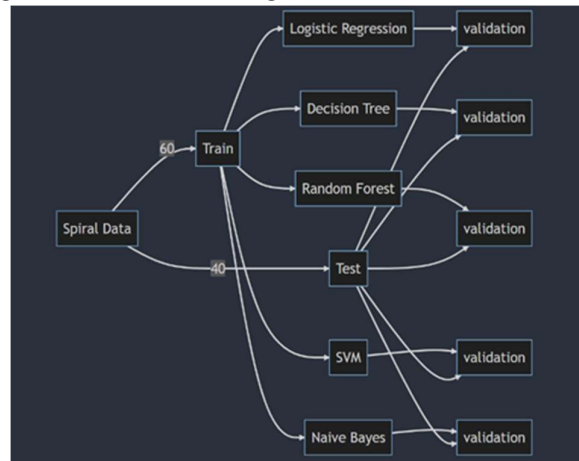 Logistic Regression
validation
Decision Tree
validation
60
Train
Random Forest
validation
Spiral Data
40
Test
SVM
validation
Naive Bayes
validation